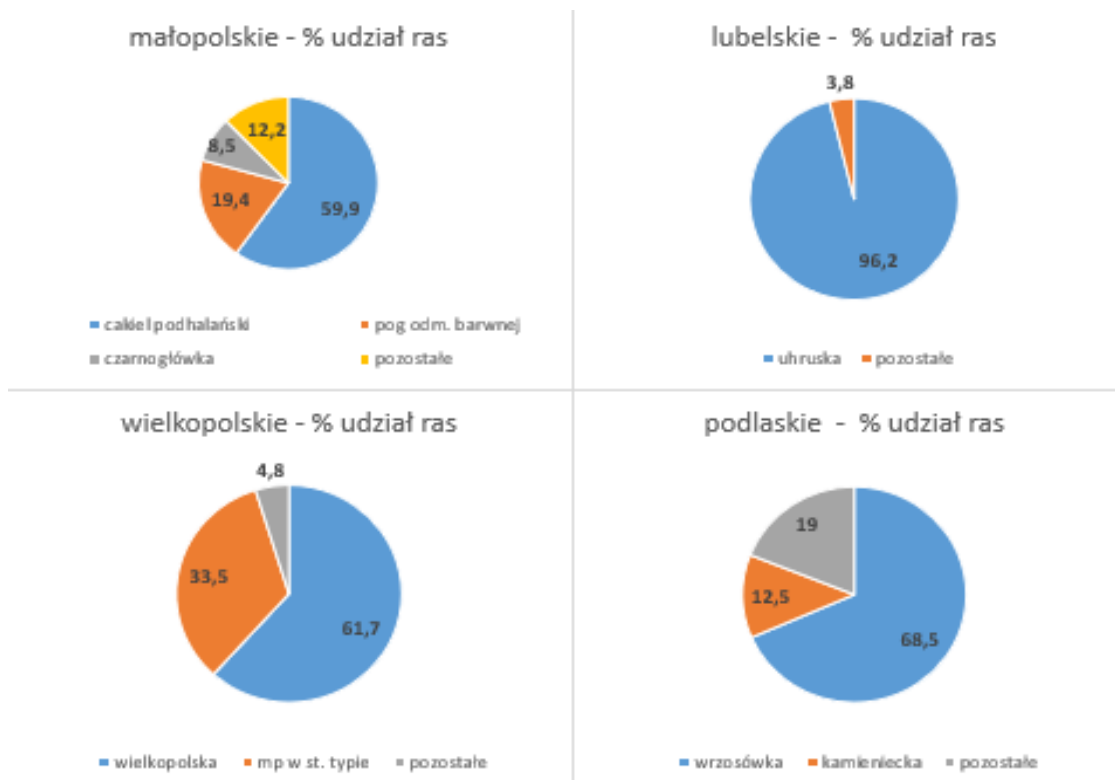 małopolskie - % udział ras
12,2
8,5
19,4
59,9
cakiel podhalański
pog odm. barwnej
czarnogłówka
pozostałe
lubelskie - % udział ras
3,8
96,2
uhruska
pozostałe
wielkopolskie - % udział ras
4,8
33,5
61,7
wielkopolska
mp w st. typie
pozostałe
podlaskie - % udział ras
19
12,5
68,5
wrzosówka
kamieniecka
pozostałe